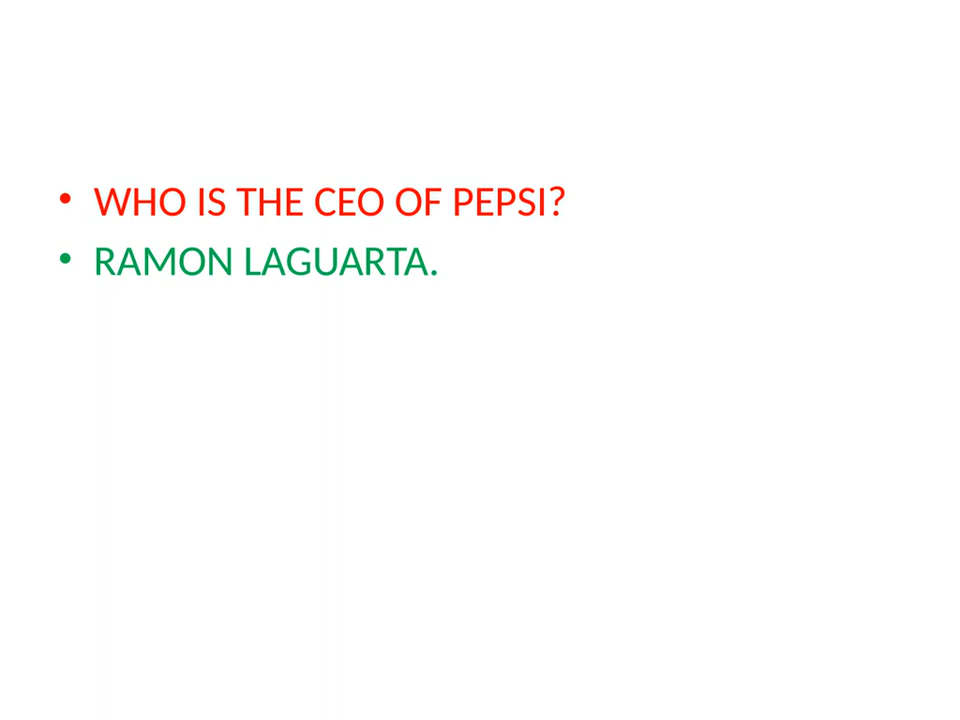 • WHO IS THE CEO OF PEPSI?
• RAMON LAGUARTA.